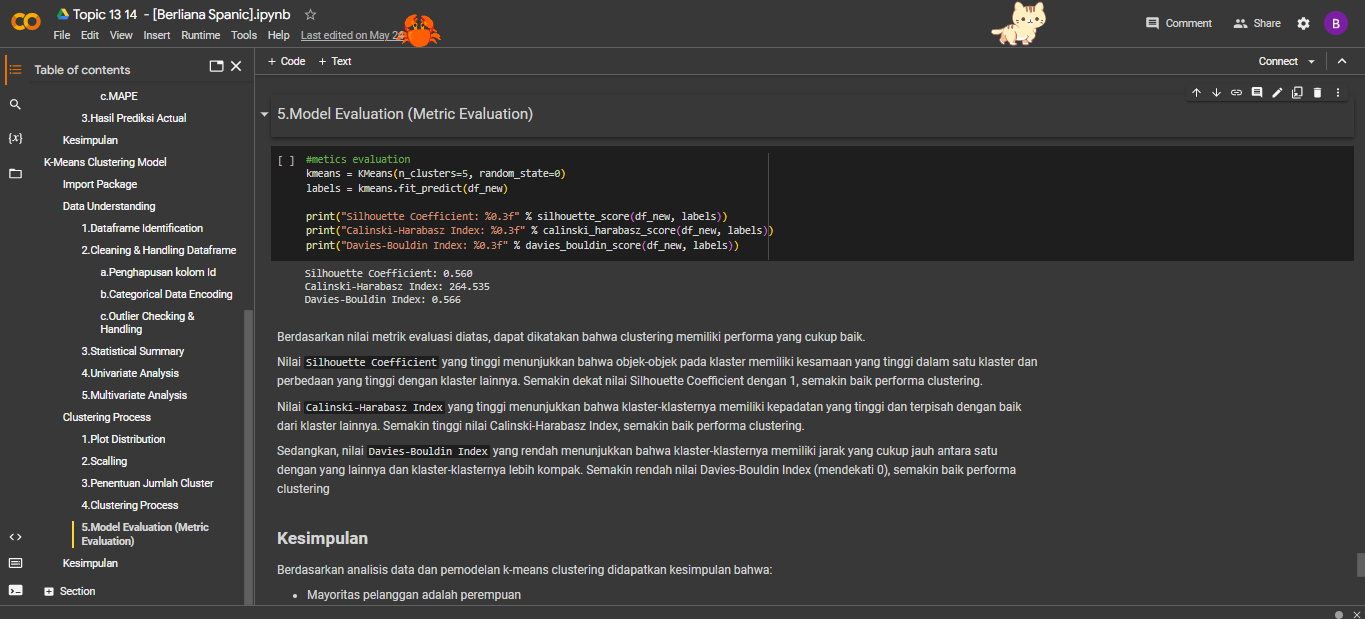 Topic 13 14 - [Berliana Spanic].ipynb
File Edit View Insert Runtime Tools Help Last edited on May 2
Comment Share B
Table of contents
c.MAPE
3.Hasil Prediksi Actual
Kesimpulan
K-Means Clustering Model
Import Package
Data Understanding
1.Dataframe Identification
2.Cleaning & Handling Dataframe
a.Penghapusan kolom Id
b.Categorical Data Encoding
c.Outlier Checking &
Handling
3.Statistical Summary
4.Univariate Analysis
5.Multivariate Analysis
Clustering Process
1.Plot Distribution
2.Scalling
3.Penentuan Jumlah Cluster
4.Clustering Process
5.Model Evaluation (Metric
Evaluation)
Kesimpulan
Section
+ Code + Text
Connect
5.Model Evaluation (Metric Evaluation)
[ ] #metics evaluation
kmeans = KMeans(n_clusters=5, random_state=0)
labels = kmeans.fit_predict(df_new)
print("Silhouette Coefficient: %0.3f" % silhouette_score(df_new, labels))
print("Calinski-Harabasz Index: %0.3f" % calinski_harabasz_score(df_new, labels))
print("Davies-Bouldin Index: %0.3f" % davies_bouldin_score(df_new, labels))
Silhouette Coefficient: 0.560
Calinski-Harabasz Index: 264.535
Davies-Bouldin Index: 0.566
Berdasarkan nilai metrik evaluasi diatas, dapat dikatakan bahwa clustering memiliki performa yang cukup baik.
Nilai Silhouette Coefficient yang tinggi menunjukkan bahwa objek-objek pada klaster memiliki kesamaan yang tinggi dalam satu klaster dan
perbedaan yang tinggi dengan klaster lainnya. Semakin dekat nilai Silhouette Coefficient dengan 1, semakin baik performa clustering.
Nilai Calinski-Harabasz Index yang tinggi menunjukkan bahwa klaster-klasternya memiliki kepadatan yang tinggi dan terpisah dengan baik
dari klaster lainnya. Semakin tinggi nilai Calinski-Harabasz Index, semakin baik performa clustering.
Sedangkan, nilai Davies-Bouldin Index yang rendah menunjukkan bahwa klaster-klasternya memiliki jarak yang cukup jauh antara satu
dengan yang lainnya dan klaster-klasternya lebih kompak. Semakin rendah nilai Davies-Bouldin Index (mendekati 0), semakin baik performa
clustering
Kesimpulan
Berdasarkan analisis data dan pemodelan k-means clustering didapatkan kesimpulan bahwa:
• Mayoritas pelanggan adalah perempuan